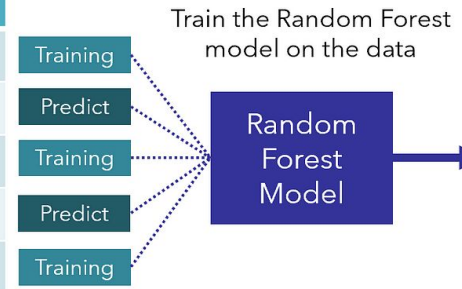 Train the Random Forest
model on the data
Training
Predict
Training
Predict
Training
Random
Forest
Model